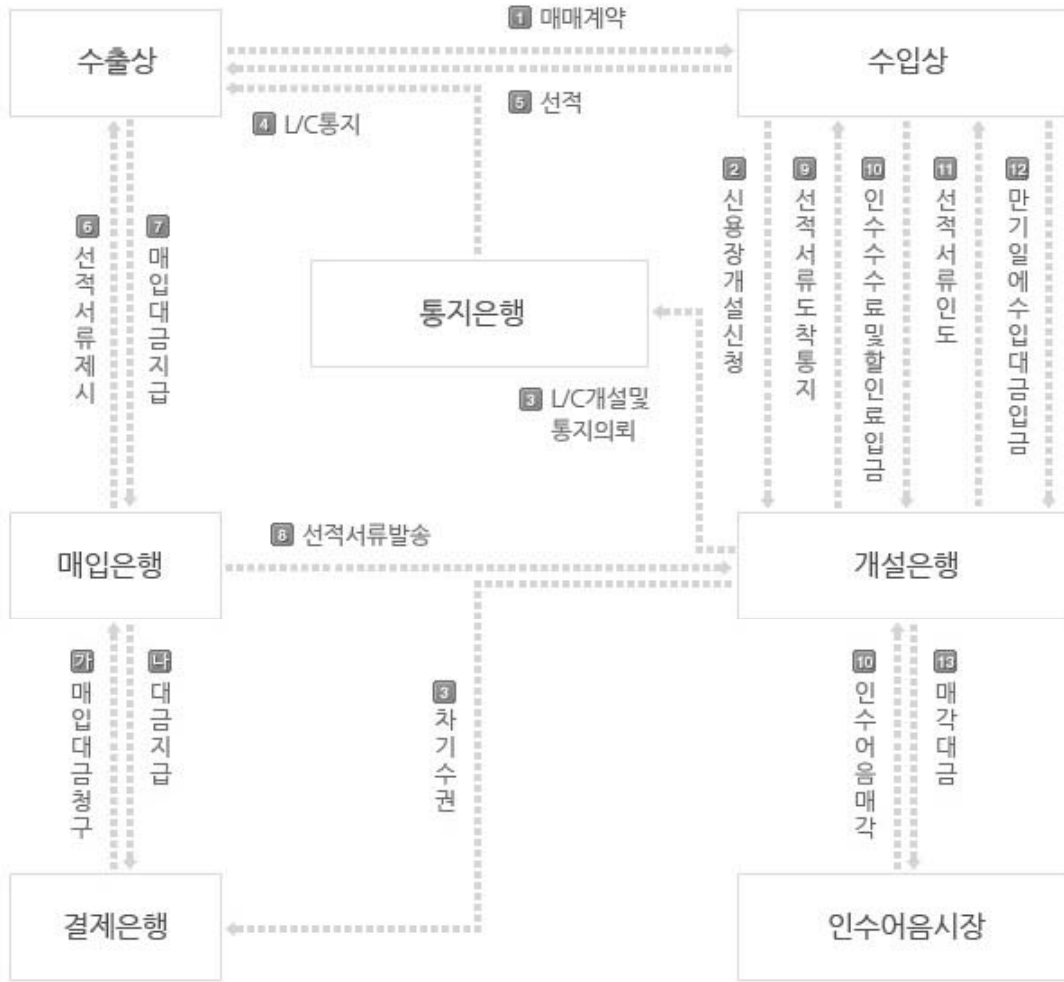 1 매매계약
수출상
수입상
5 선적
4 L/C통지
2 신용장개설신청
9 선적서류도착통지
10 인수수수료및할인료입금
11 선적서류인도
12 만기일에수입대금입금
6 선적서류제시
7 매입대금지급
통지은행
3 L/C개설및
통지의뢰
8 선적서류발송
매입은행
개설은행
가 매입대금청구
나 대금지급
3 차기수권
10 인수어음매각
13 매각대금
결제은행
인수어음시장